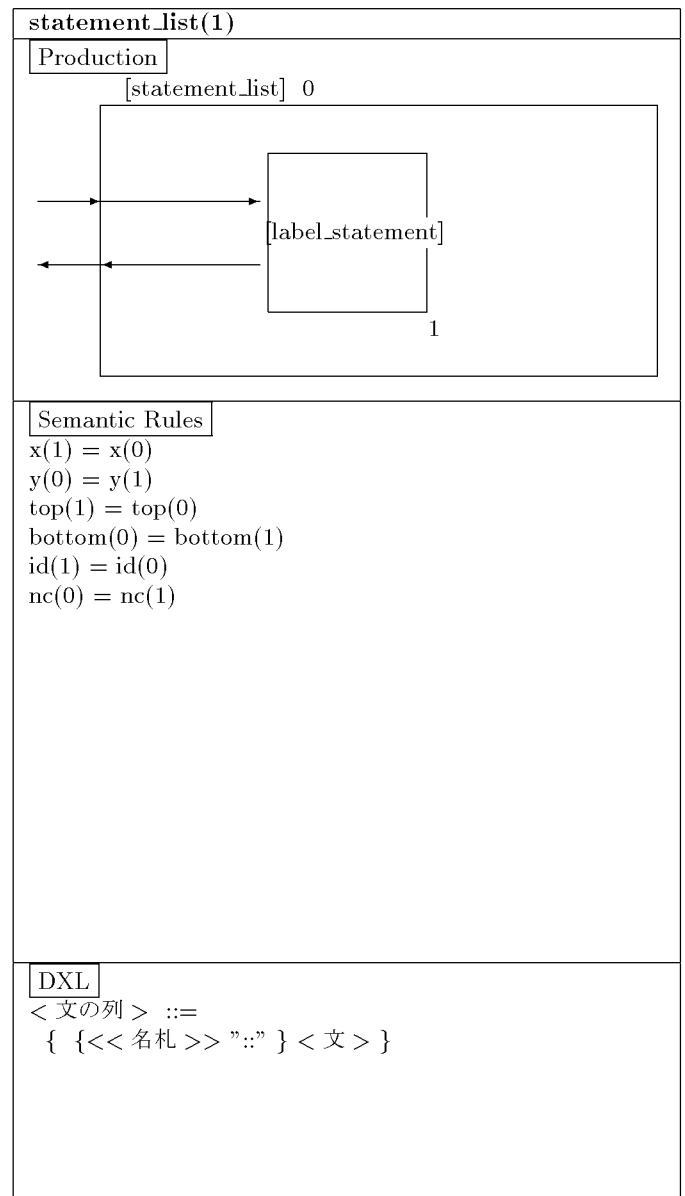 statement_list(1)
Production
[statement_list] 0
[label_statement]
1
Semantic Rules
x(1) = x(0)
y(0) = y(1)
top(1) = top(0)
bottom(0) = bottom(1)
id(1) = id(0)
nc(0) = nc(1)
DXL
< 文の列 > ::=
{ {<< 名札 >> ”::” } < 文 > }